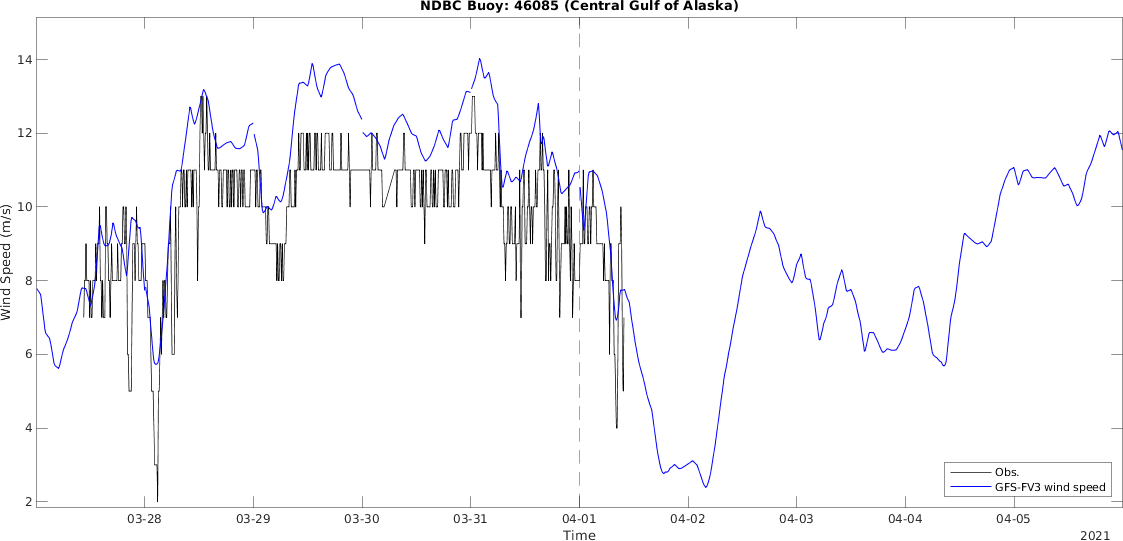 NDBC Buoy: 46085 (Central Gulf of Alaska)
14
12
10
8
6
4
2
Wind Speed (m/s)
Obs.
GFS-FV3 wind speed
03-28 03-29 03-30 03-31 04-01 04-02 04-03 04-04 04-05
Time
2021